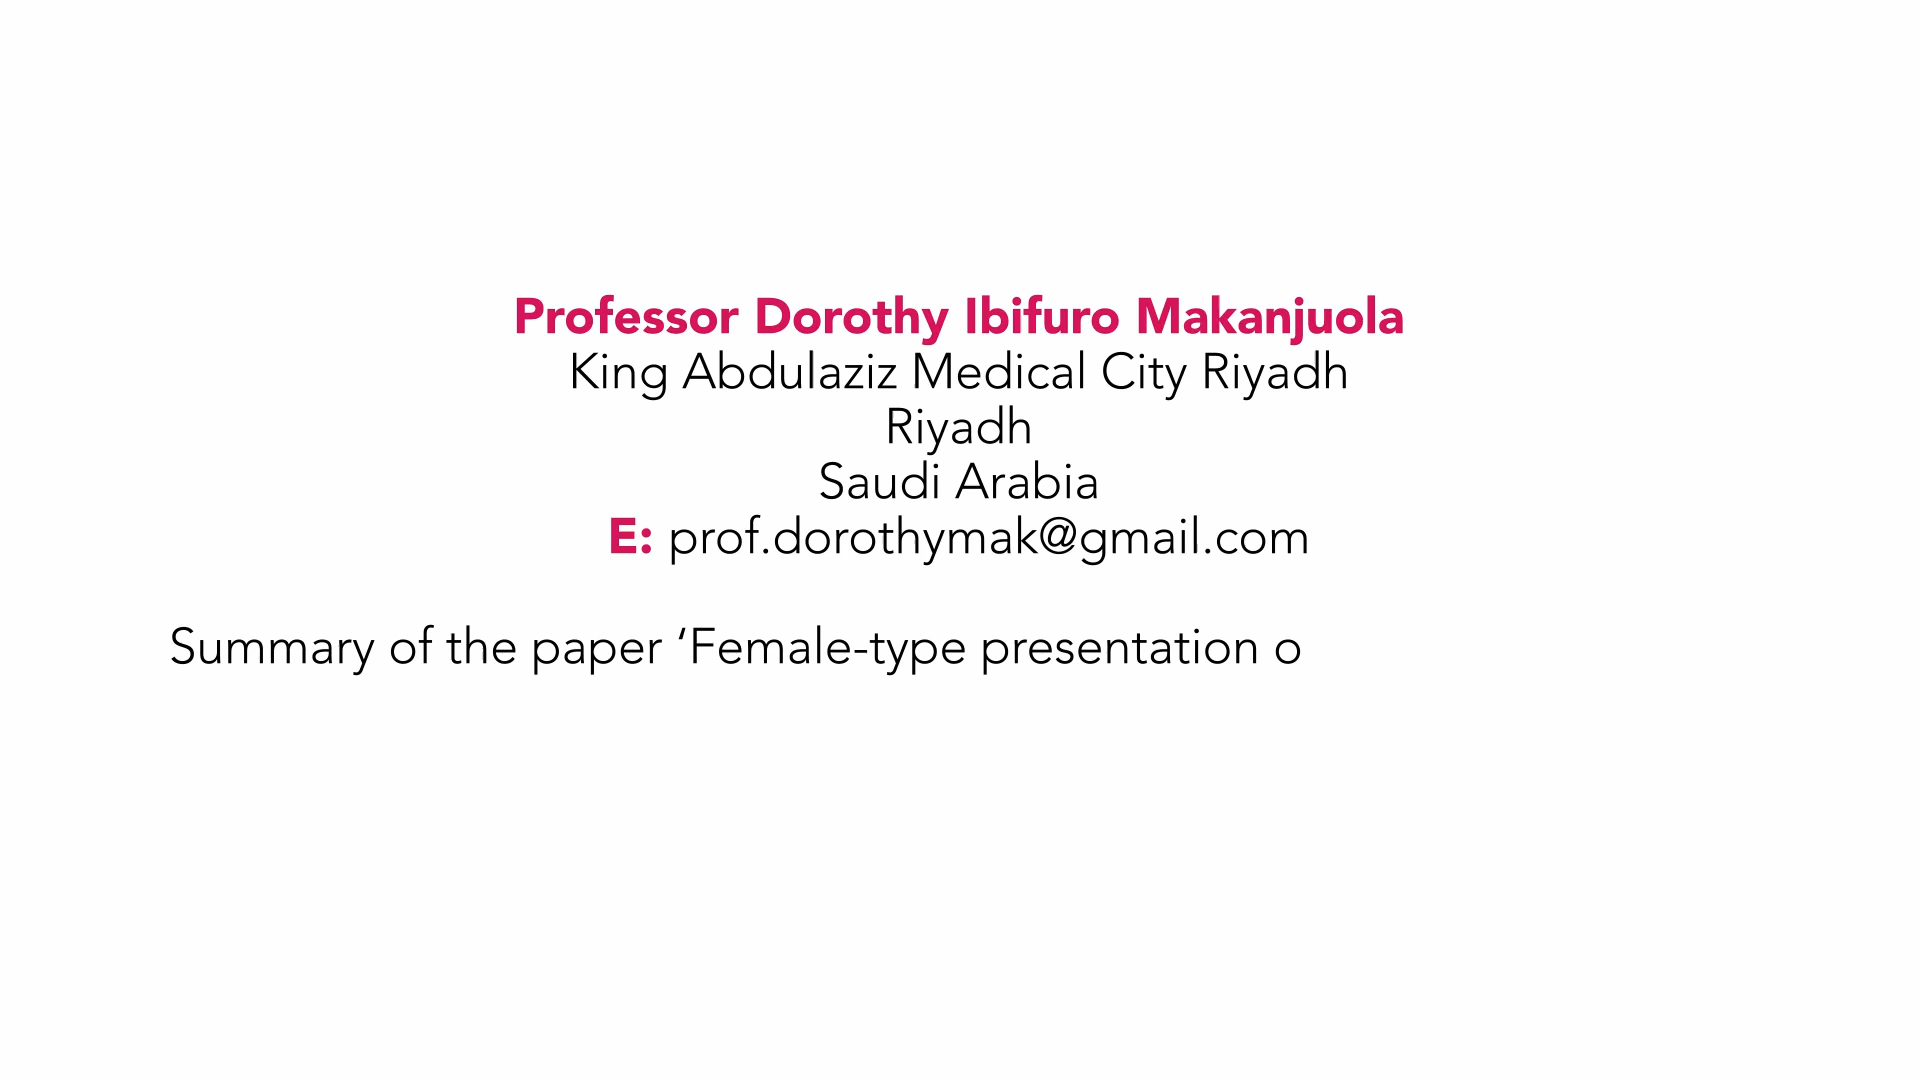 Professor Dorothy Ibifuro Makanjuola
King Abdulaziz Medical City Riyadh
Riyadh
Saudi Arabia
E: prof.dorothymak@gmail.com
Summary of the paper ‘Female-type presentation o